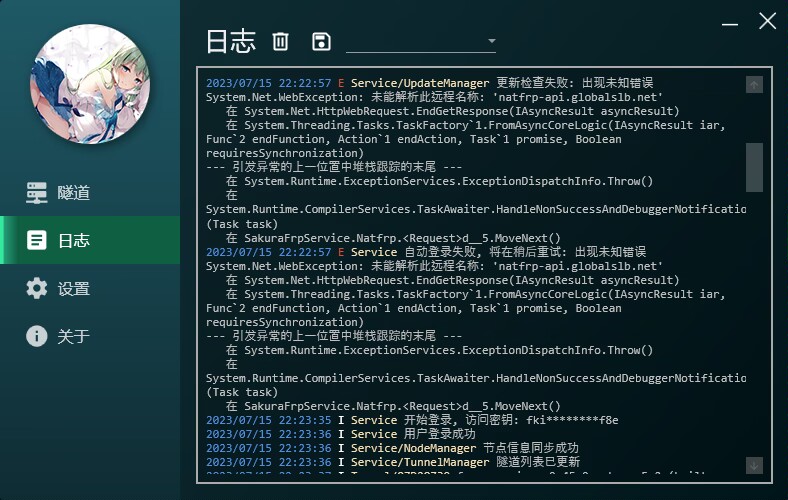 日志
隧道
日志
设置
关于
2023/07/15 22:22:57 E Service/UpdateManager 更新检查失败: 出现未知错误
System.Net.WebException: 未能解析此远程名称: 'natfrp-api.globalslb.net'
在 System.Net.HttpWebRequest.EndGetResponse(IAsyncResult asyncResult)
在 System.Threading.Tasks.TaskFactory`1.FromAsyncCoreLogic(IAsyncResult iar,
Func`2 endFunction, Action`1 endAction, Task`1 promise, Boolean
requiresSynchronization)
--- 引发异常的上一位置中堆栈跟踪的末尾 ---
在 System.Runtime.ExceptionServices.ExceptionDispatchInfo.Throw()
在
System.Runtime.CompilerServices.TaskAwaiter.HandleNonSuccessAndDebuggerNotificatio
(Task task)
在 SakuraFrpService.Natfrp.<Request>d__5.MoveNext()
2023/07/15 22:22:57 E Service 自动登录失败, 将在稍后重试: 出现未知错误
System.Net.WebException: 未能解析此远程名称: 'natfrp-api.globalslb.net'
在 System.Net.HttpWebRequest.EndGetResponse(IAsyncResult asyncResult)
在 System.Threading.Tasks.TaskFactory`1.FromAsyncCoreLogic(IAsyncResult iar,
Func`2 endFunction, Action`1 endAction, Task`1 promise, Boolean
requiresSynchronization)
--- 引发异常的上一位置中堆栈跟踪的末尾 ---
在 System.Runtime.ExceptionServices.ExceptionDispatchInfo.Throw()
在
System.Runtime.CompilerServices.TaskAwaiter.HandleNonSuccessAndDebuggerNotificatio
(Task task)
在 SakuraFrpService.Natfrp.<Request>d__5.MoveNext()
2023/07/15 22:23:35 I Service 开始登录, 访问密钥: fki********f8e
2023/07/15 22:23:36 I Service 用户登录成功
2023/07/15 22:23:36 I Service/NodeManager 节点信息同步成功
2023/07/15 22:23:36 I Service/TunnelManager 隧道列表已更新